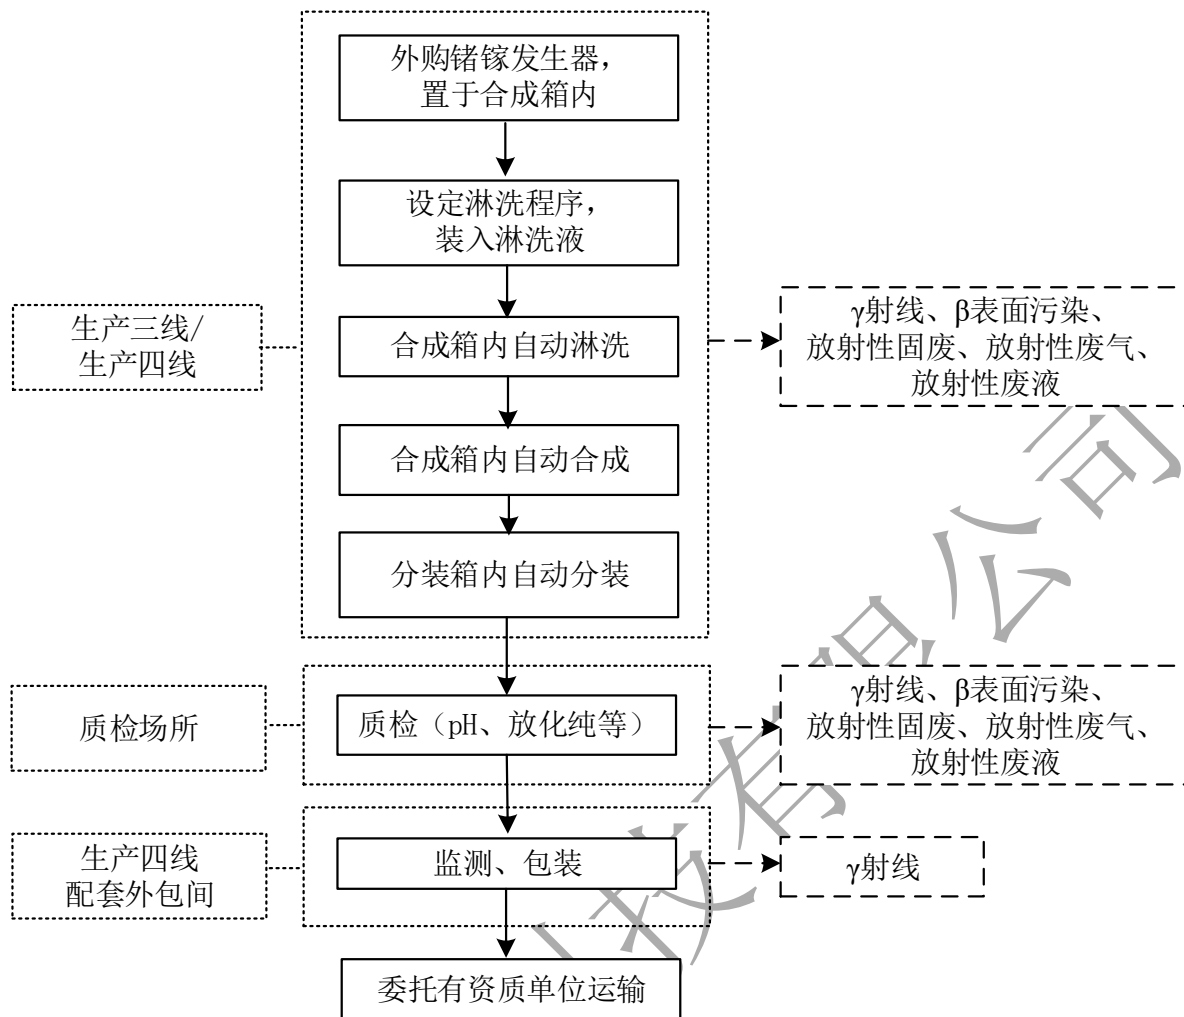 外购锗镓发生器，
置于合成箱内
设定淋洗程序，
装入淋洗液
生产三线/
生产四线
合成箱内自动淋洗
γ射线、β表面污染、
放射性固废、放射性废气、
放射性废液
合成箱内自动合成
分装箱内自动分装
质检场所
质检（pH、放化纯等）
γ射线、β表面污染、
放射性固废、放射性废气、
放射性废液
生产四线
配套外包间
监测、包装
γ射线
委托有资质单位运输
技有限公司